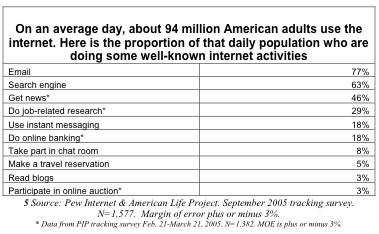 On an average day, about 94 million American adults use the
internet. Here is the proportion of that daily population who are
doing some well-known internet activities
Email 77%
Search engine 63%
Get news* 46%
Do job-related research* 29%
Use instant messaging 18%
Do online banking* 18%
Take part in chat room 8%
Make a travel reservation 5%
Read blogs 3%
Participate in online auction* 3%
$ Source: Pew Internet & American Life Project. September 2005 tracking survey.
N=1,577. Margin of error plus or minus 3%.
* Data from PIP tracking survey Feb. 21-March 21, 2005. N=1,382. MOE is plus or minus 3%.